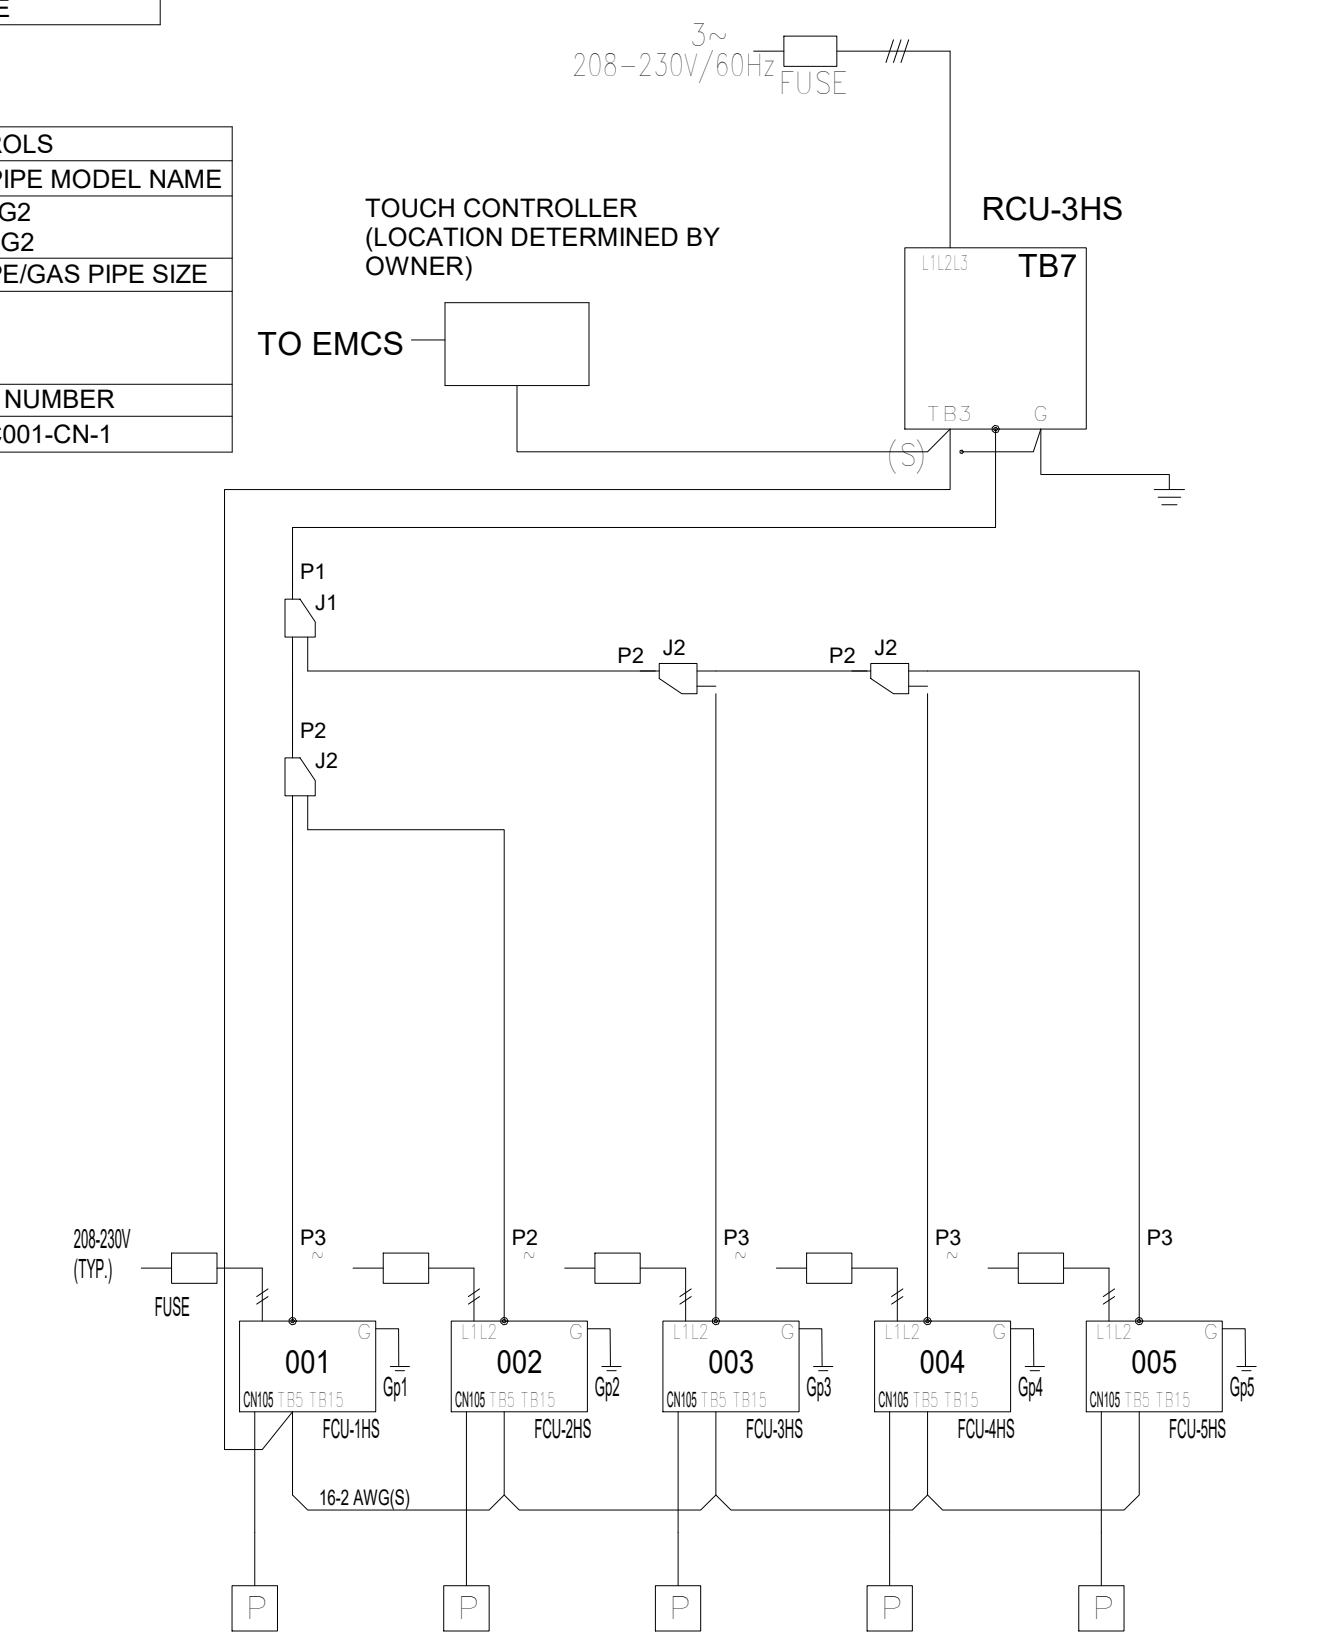 E
3~
208-230V/60Hz
FUSE
ROLS
PIPE MODEL NAME
G2
G2
PE/GAS PIPE SIZE
NUMBER
C001-CN-1
TOUCH CONTROLLER
(LOCATION DETERMINED BY
OWNER)
TO EMCS
RCU-3HS
L1L2L3
TB7
TB3
G
(S)
P1
J1
P2
J2
P2
J2
P2
J2
208-230V
(TYP.)
FUSE
P3
~
P2
~
P3
~
P3
~
P3
G
001
CN105 TB5 TB15
Gp1
FCU-1HS
L1L2
G
002
CN105 TB5 TB15
Gp2
FCU-2HS
L1L2
G
003
CN105 TB5 TB15
Gp3
FCU-3HS
L1L2
G
004
CN105 TB5 TB15
Gp4
FCU-4HS
L1L2
G
005
CN105 TB5 TB15
Gp5
FCU-5HS
16-2 AWG(S)
P
P
P
P
P